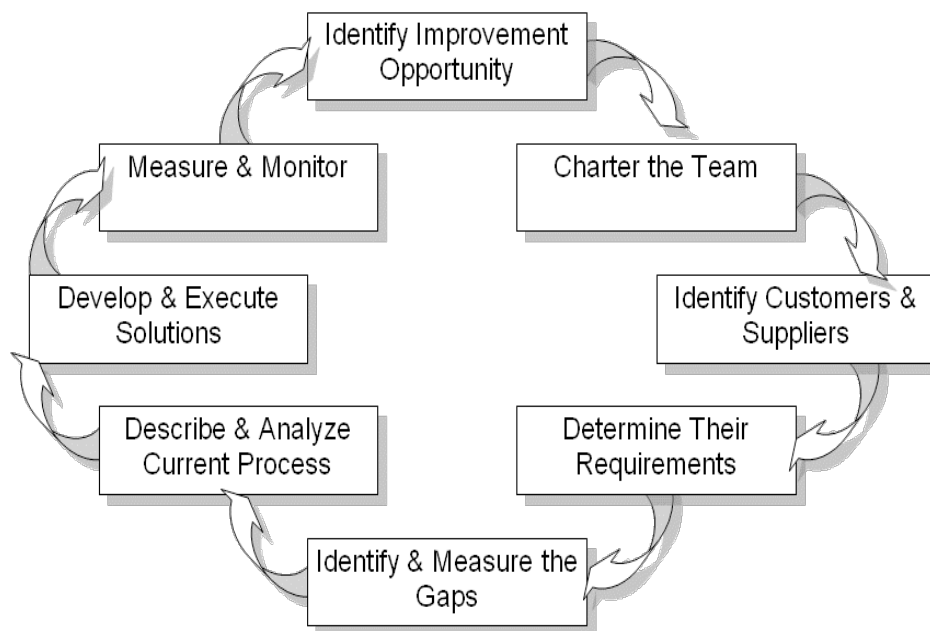 Identify Improvement
Opportunity
Charter the Team
Identify Customers &
Suppliers
Determine Their
Requirements
Identify & Measure the
Gaps
Describe & Analyze
Current Process
Develop & Execute
Solutions
Measure & Monitor